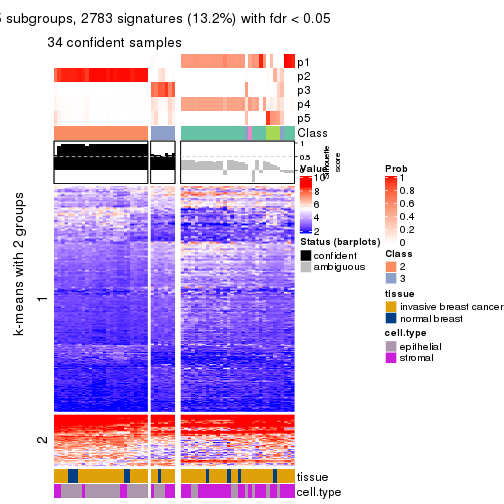 5 subgroups, 2783 signatures (13.2%) with fdr < 0.05
34 confident samples
p1
p2
p3
p4
p5
Class
1
0.5
0
Silhouette
score
k-means with 2 groups
1
2
tissue
cell.type
Value
10
8
6
4
2
Status (barplots)
confident
ambiguous
Prob
1
0.8
0.6
0.4
0.2
0
Class
2
3
tissue
invasive breast cancer
normal breast
cell.type
epithelial
stromal